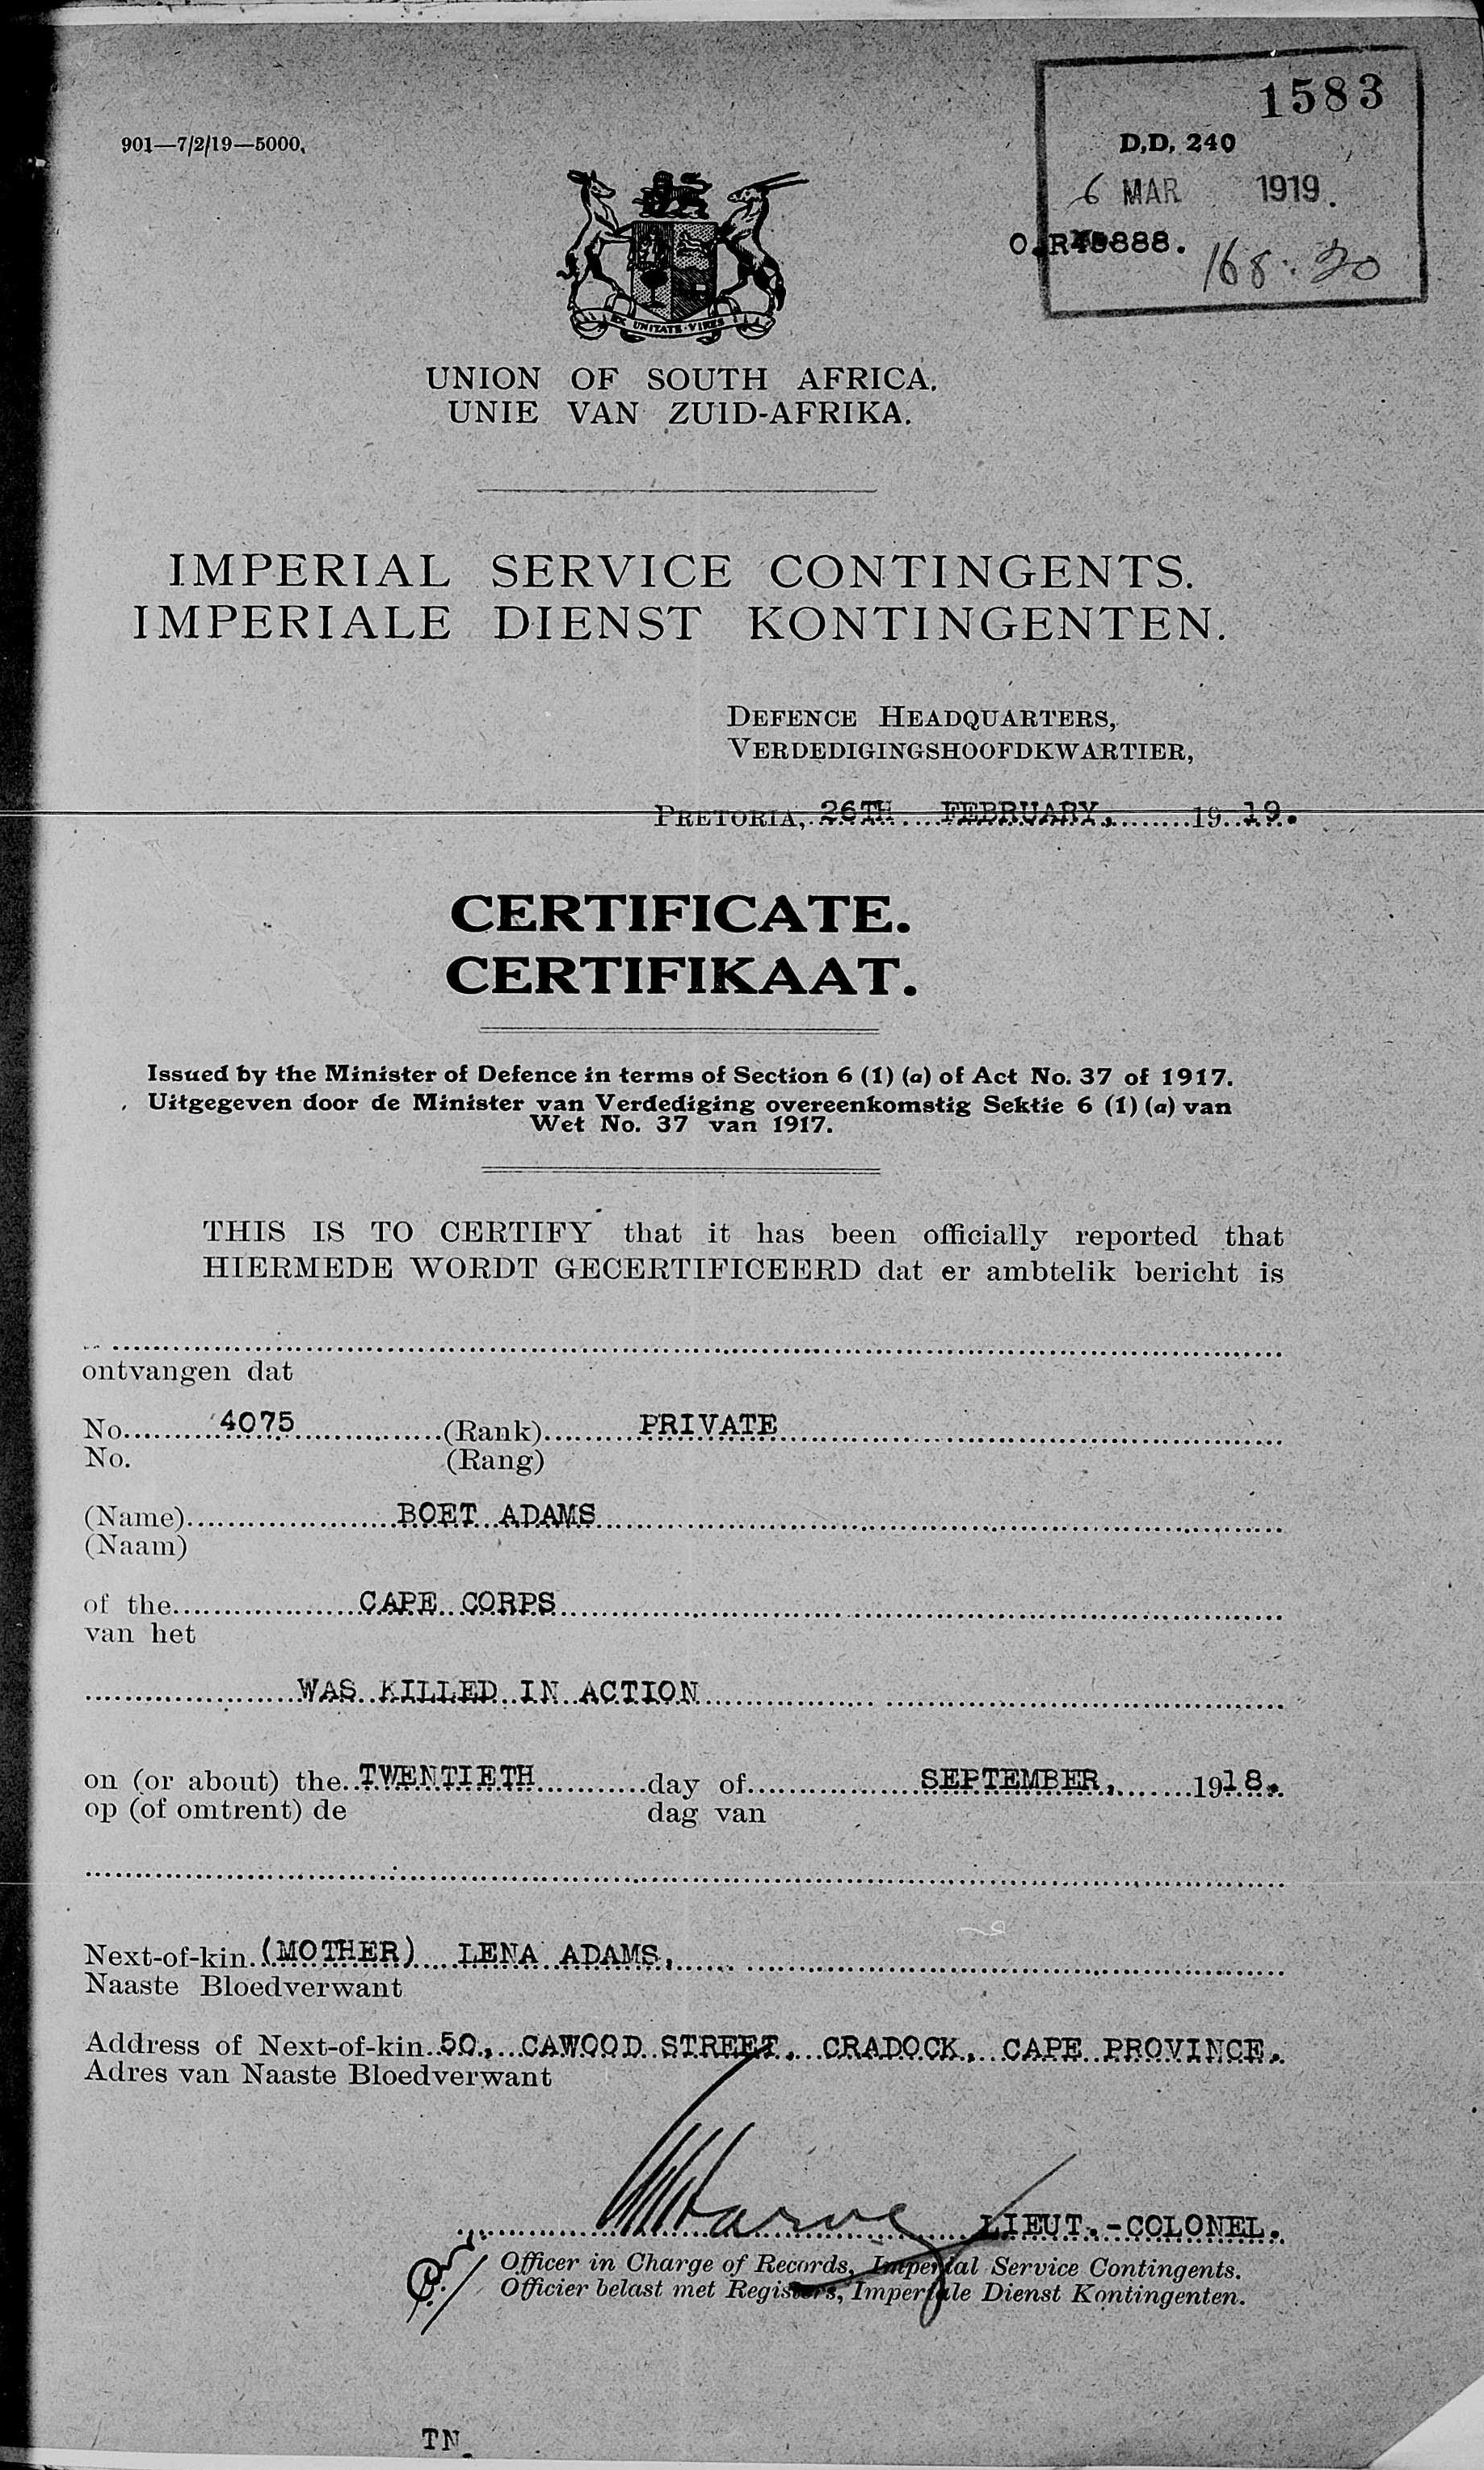 1583
901—7/2/19—5000.
D.D. 240
6 MAR 1919.
168.20
EX UNITATE VIRES
UNION OF SOUTH AFRICA.
UNIE VAN ZUID-AFRIKA.
IMPERIAL SERVICE CONTINGENTS.
IMPERIALE DIENST KONTINGENTEN.
DEFENCE HEADQUARTERS,
VERDEDIGINGSHOOFDKWARTIER,
PRETORIA, 26TH FEBRUARY, 1919.
CERTIFICATE.
CERTIFIKAAT.
Issued by the Minister of Defence in terms of Section 6 (1) (a) of Act No. 37 of 1917.
Uitgegeven door de Minister van Verdediging overeenkomstig Sektie 6 (1) (a) van
Wet No. 37 van 1917.
THIS IS TO CERTIFY that it has been officially reported that
HIERMEDE WORDT GECERTIFICEERD dat er ambtelik bericht is
ontvangen dat
No. 4075 (Rank) PRIVATE
No. (Rang)
(Name) BOET ADAMS
(Naam)
of the CAPE CORPS
van het
WAS KILLED IN ACTION
on (or about) the TWENTIETH day of SEPTEMBER, 1918.
op (of omtrent) de dag van
Next-of-kin (MOTHER) LENA ADAMS,
Naaste Bloedverwant
Address of Next-of-kin 50, CAWOOD STREET, CRADOCK, CAPE PROVINCE.
Adres van Naaste Bloedverwant
LIEUT.-COLONEL.
Officer in Charge of Records, Imperial Service Contingents.
Officier belast met Registers, Imperiale Dienst Kontingenten.
TN.